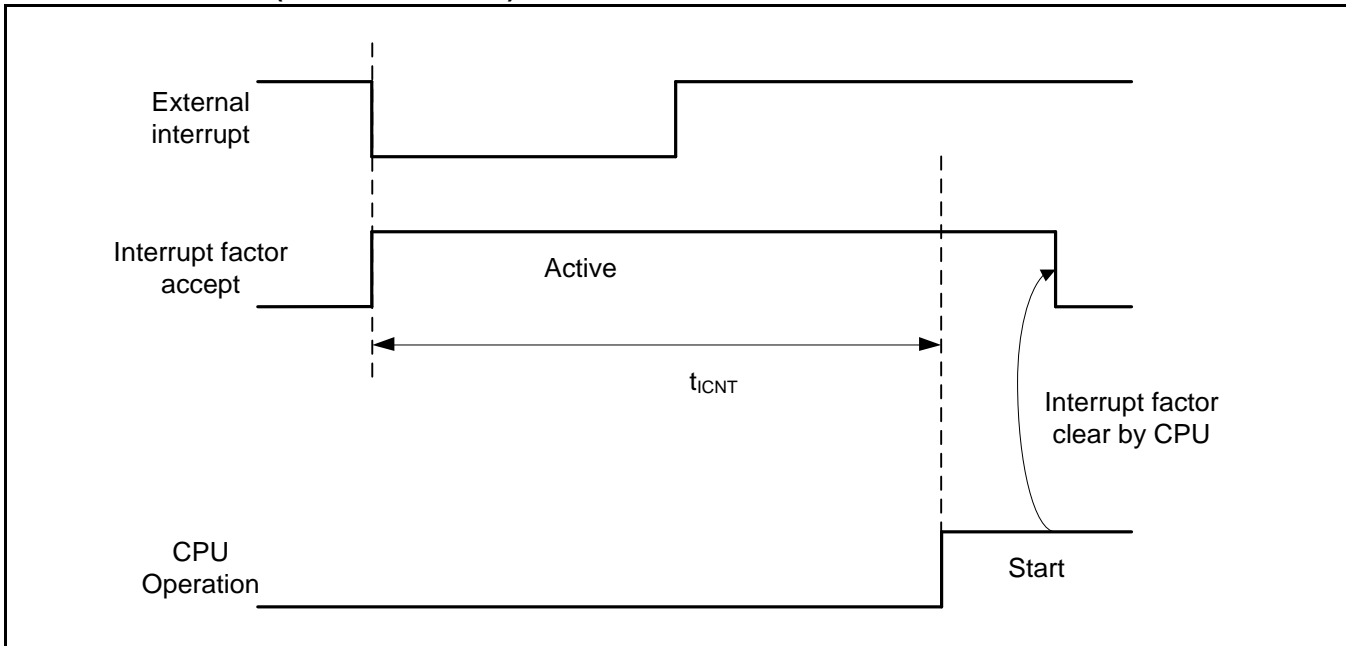 External
interrupt
Interrupt factor
accept
Active
tICNT
Interrupt factor
clear by CPU
CPU
Operation
Start